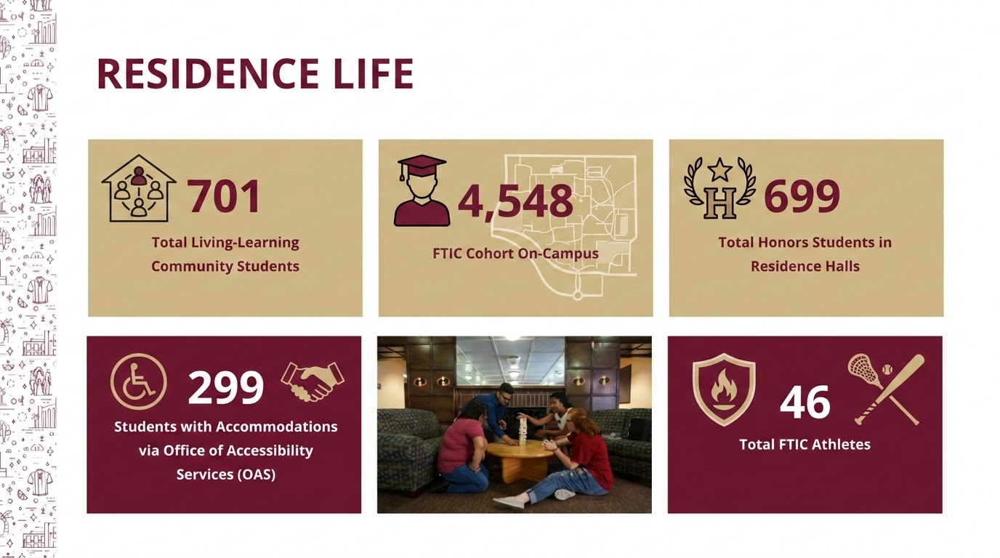 RESIDENCE LIFE
701
Total Living-Learning
Community Students
4,548
FTIC Cohort On-Campus
H
699
Total Honors Students in
Residence Halls
299
Students with Accommodations
via Office of Accessibility
Services (OAS)
46
Total FTIC Athletes